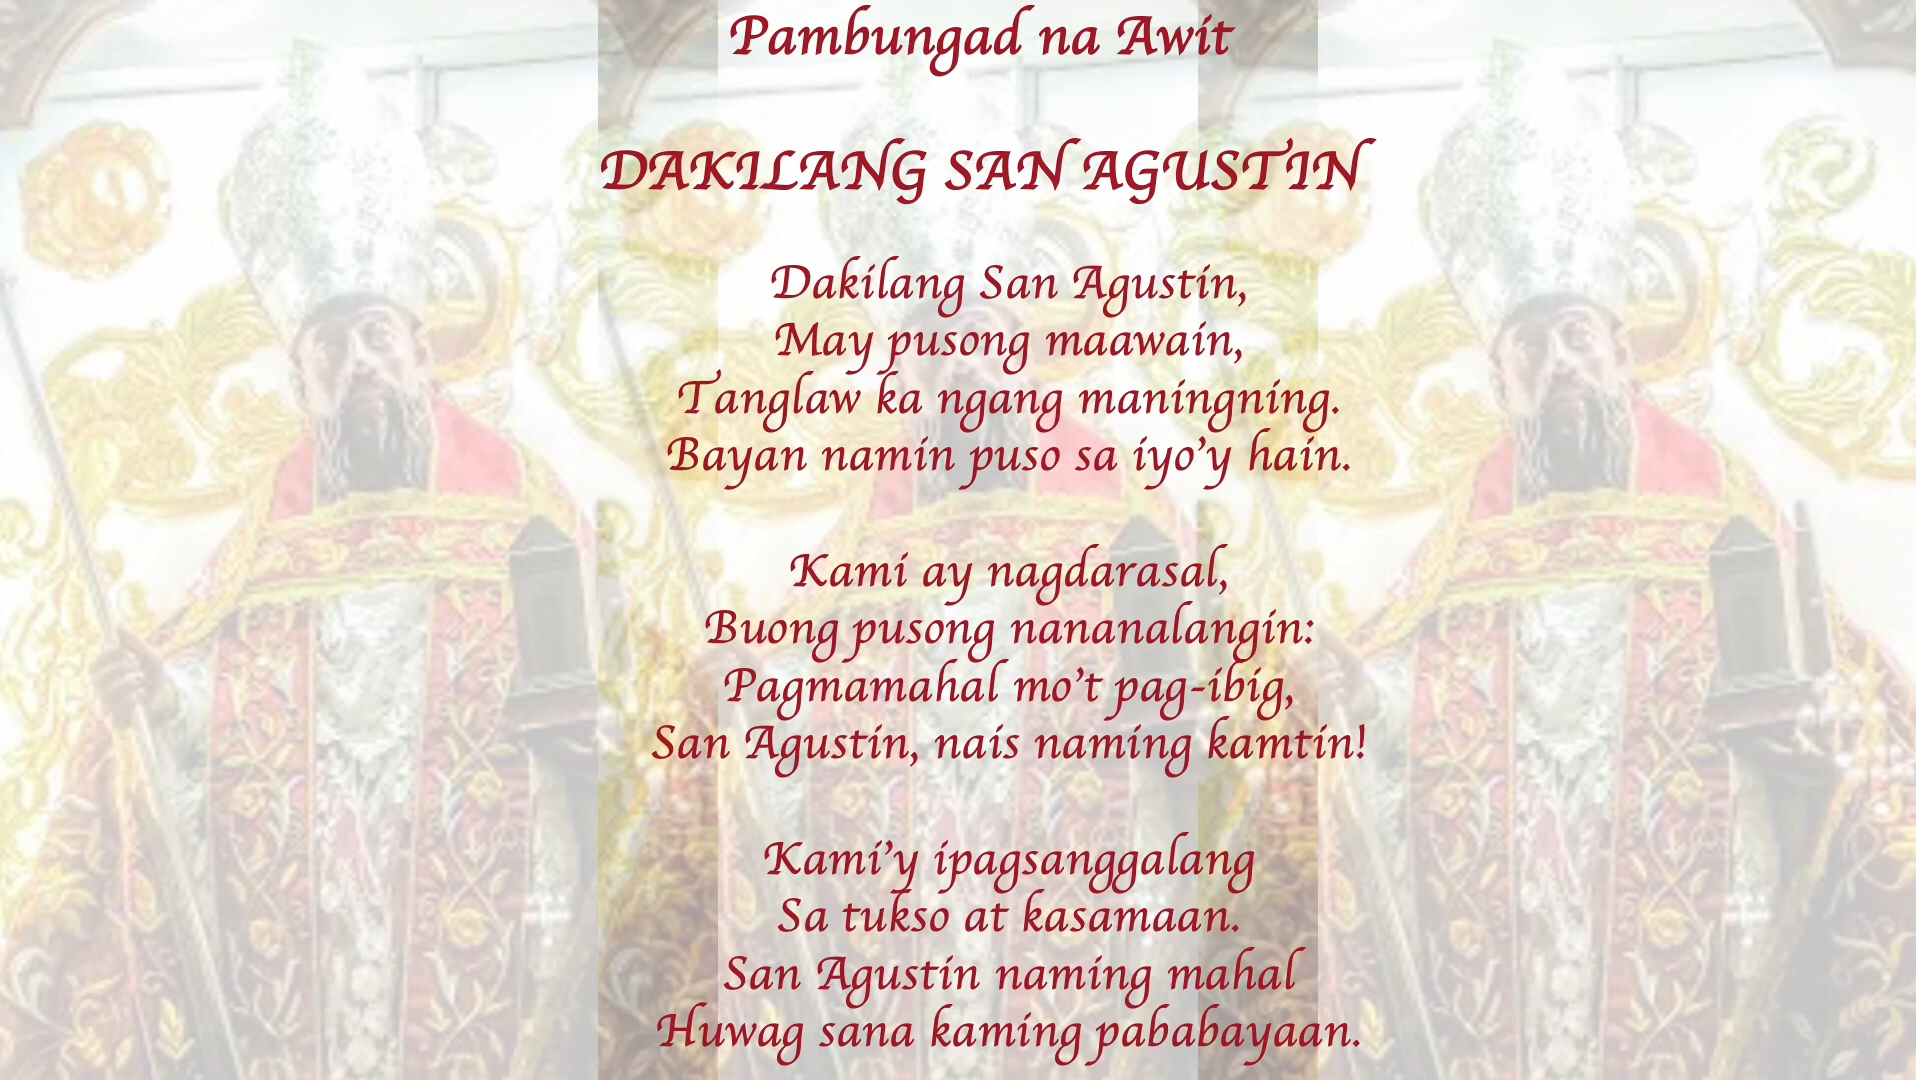 Pambungad na Awit
DAKILANG SAN AGUSTIN
Dakilang San Agustin,
May pusong maawain,
Tanglaw ka ngang maningning.
Bayan namin puso sa iyo’y hain.
Kami ay nagdarasal,
Buong pusong nananalangin:
Pagmamahal mo’t pag-ibig,
San Agustin, nais naming kamtin!
Kami’y ipagsanggalang
Sa tukso at kasamaan.
San Agustin naming mahal
Huwag sana kaming pababayaan.